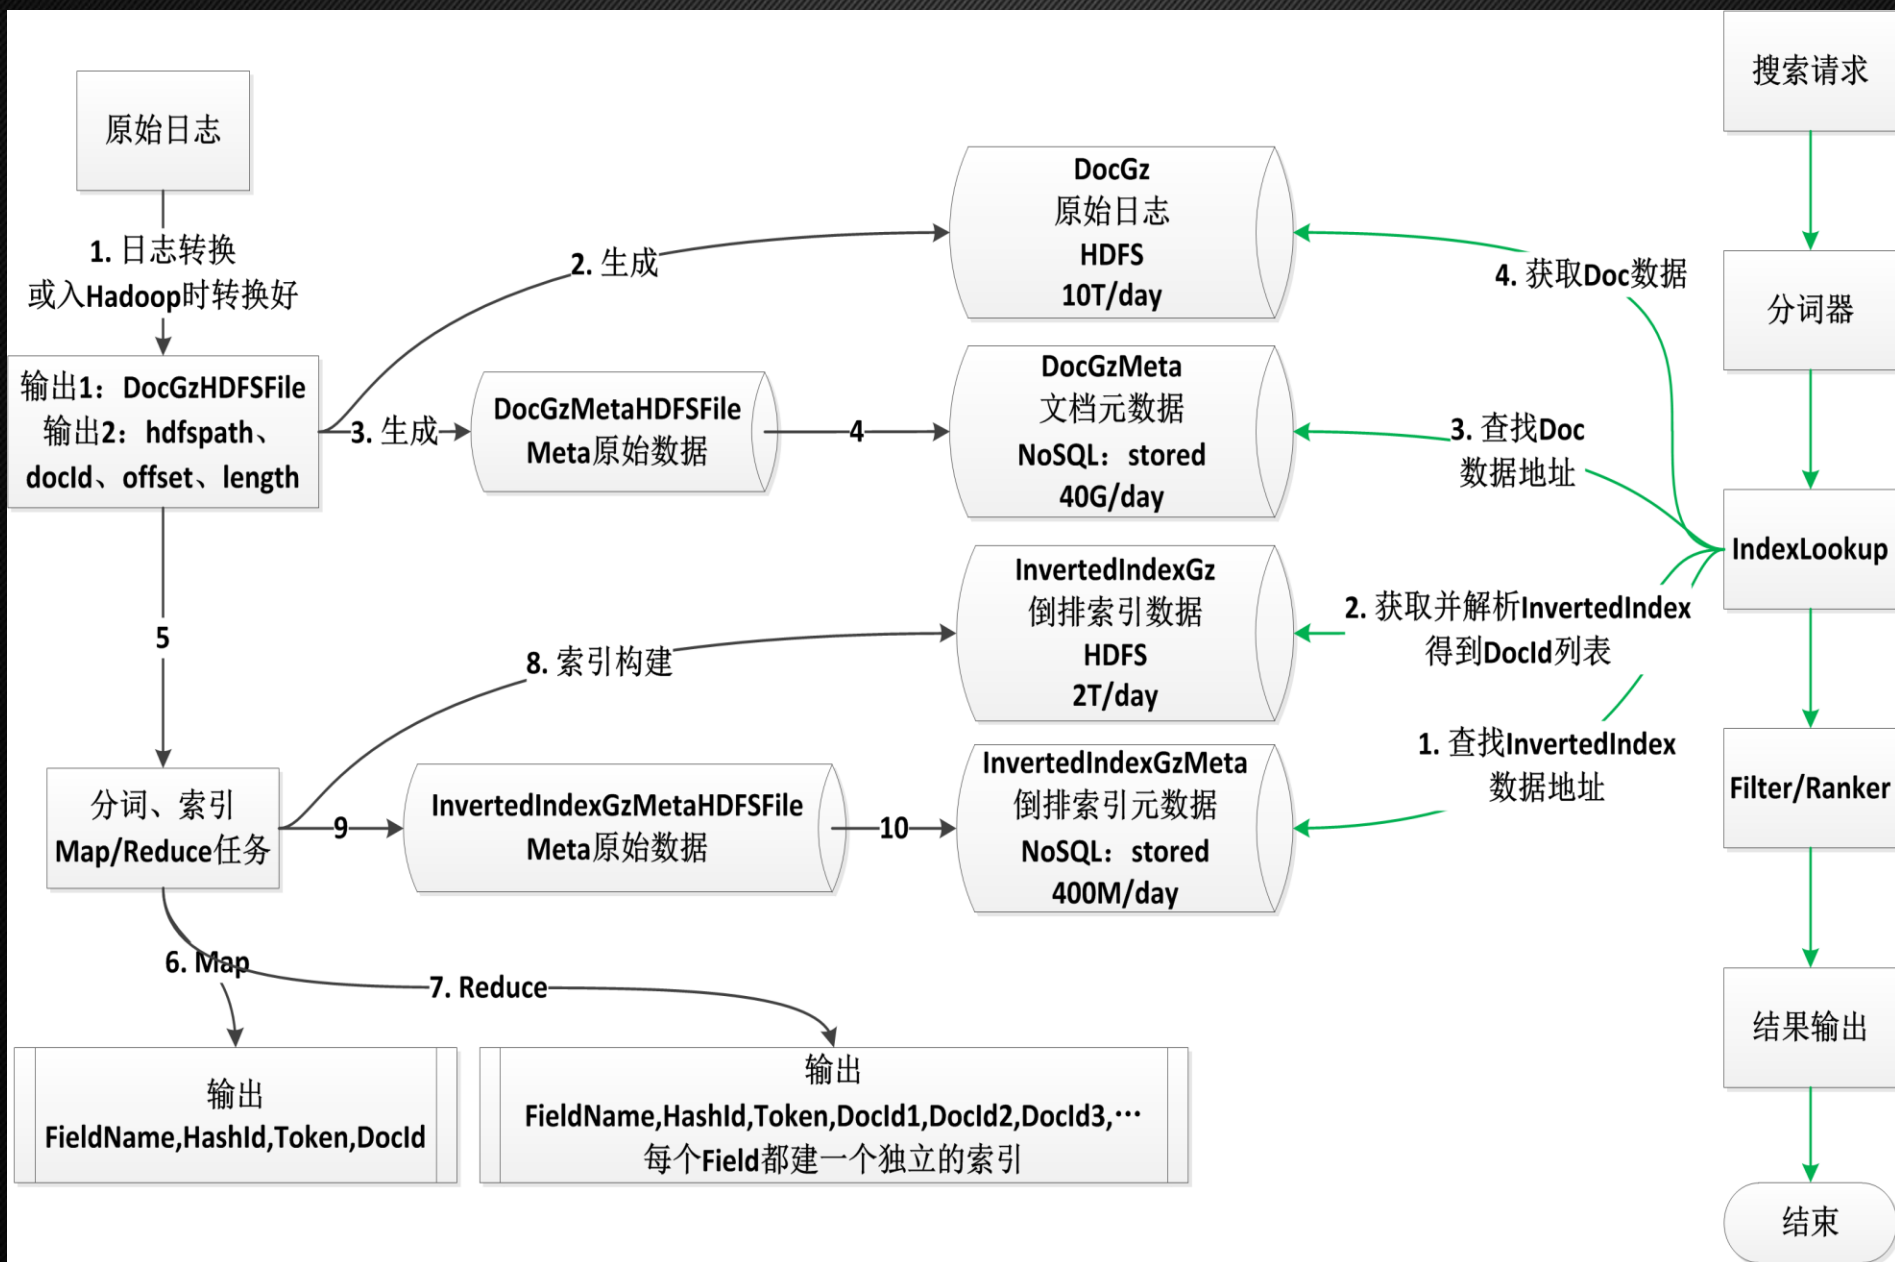 原始日志
1. 日志转换
或入Hadoop时转换好
输出1：DocGzHDFSFile
输出2：hdfspath、
docId、offset、length
2. 生成
3. 生成
DocGzMetaHDFSFile
Meta原始数据
4
DocGz
原始日志
HDFS
10T/day
DocGzMeta
文档元数据
NoSQL：stored
40G/day
5
分词、索引
Map/Reduce任务
6. Map
输出
FieldName,HashId,Token,DocId
7. Reduce
输出
FieldName,HashId,Token,DocId1,DocId2,DocId3,…
每个Field都建一个独立的索引
8. 索引构建
9
InvertedIndexGzMetaHDFSFile
Meta原始数据
10
InvertedIndexGz
倒排索引数据
HDFS
2T/day
InvertedIndexGzMeta
倒排索引元数据
NoSQL：stored
400M/day
搜索请求
分词器
IndexLookup
1. 查找InvertedIndex
数据地址
2. 获取并解析InvertedIndex
得到DocId列表
3. 查找Doc
数据地址
4. 获取Doc数据
Filter/Ranker
结果输出
结束